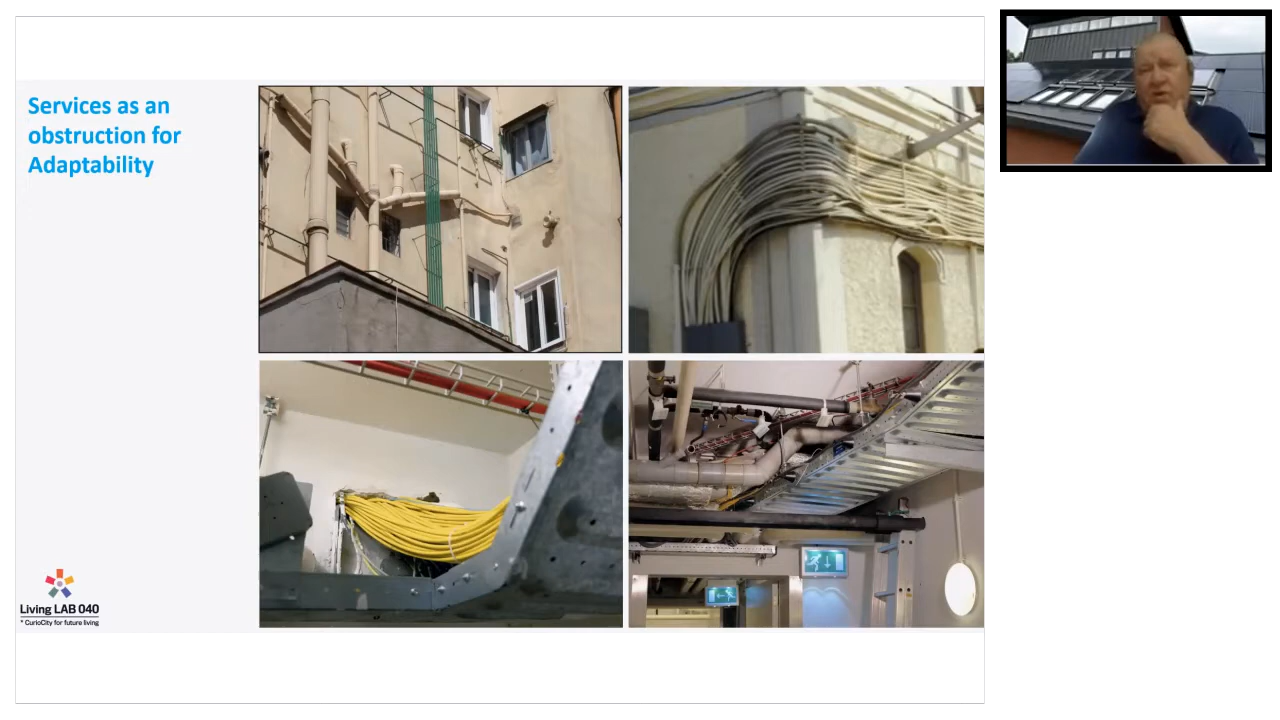 Services as an
obstruction for
Adaptability
Living LAB 040
* CurioCity for future living